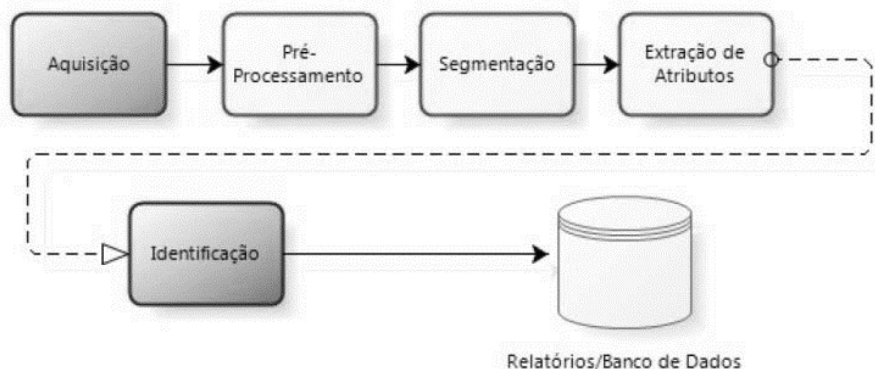 Aquisição
Pré-
Processamento
Segmentação
Extração de
Atributos
Identificação
Relatórios/Banco de Dados